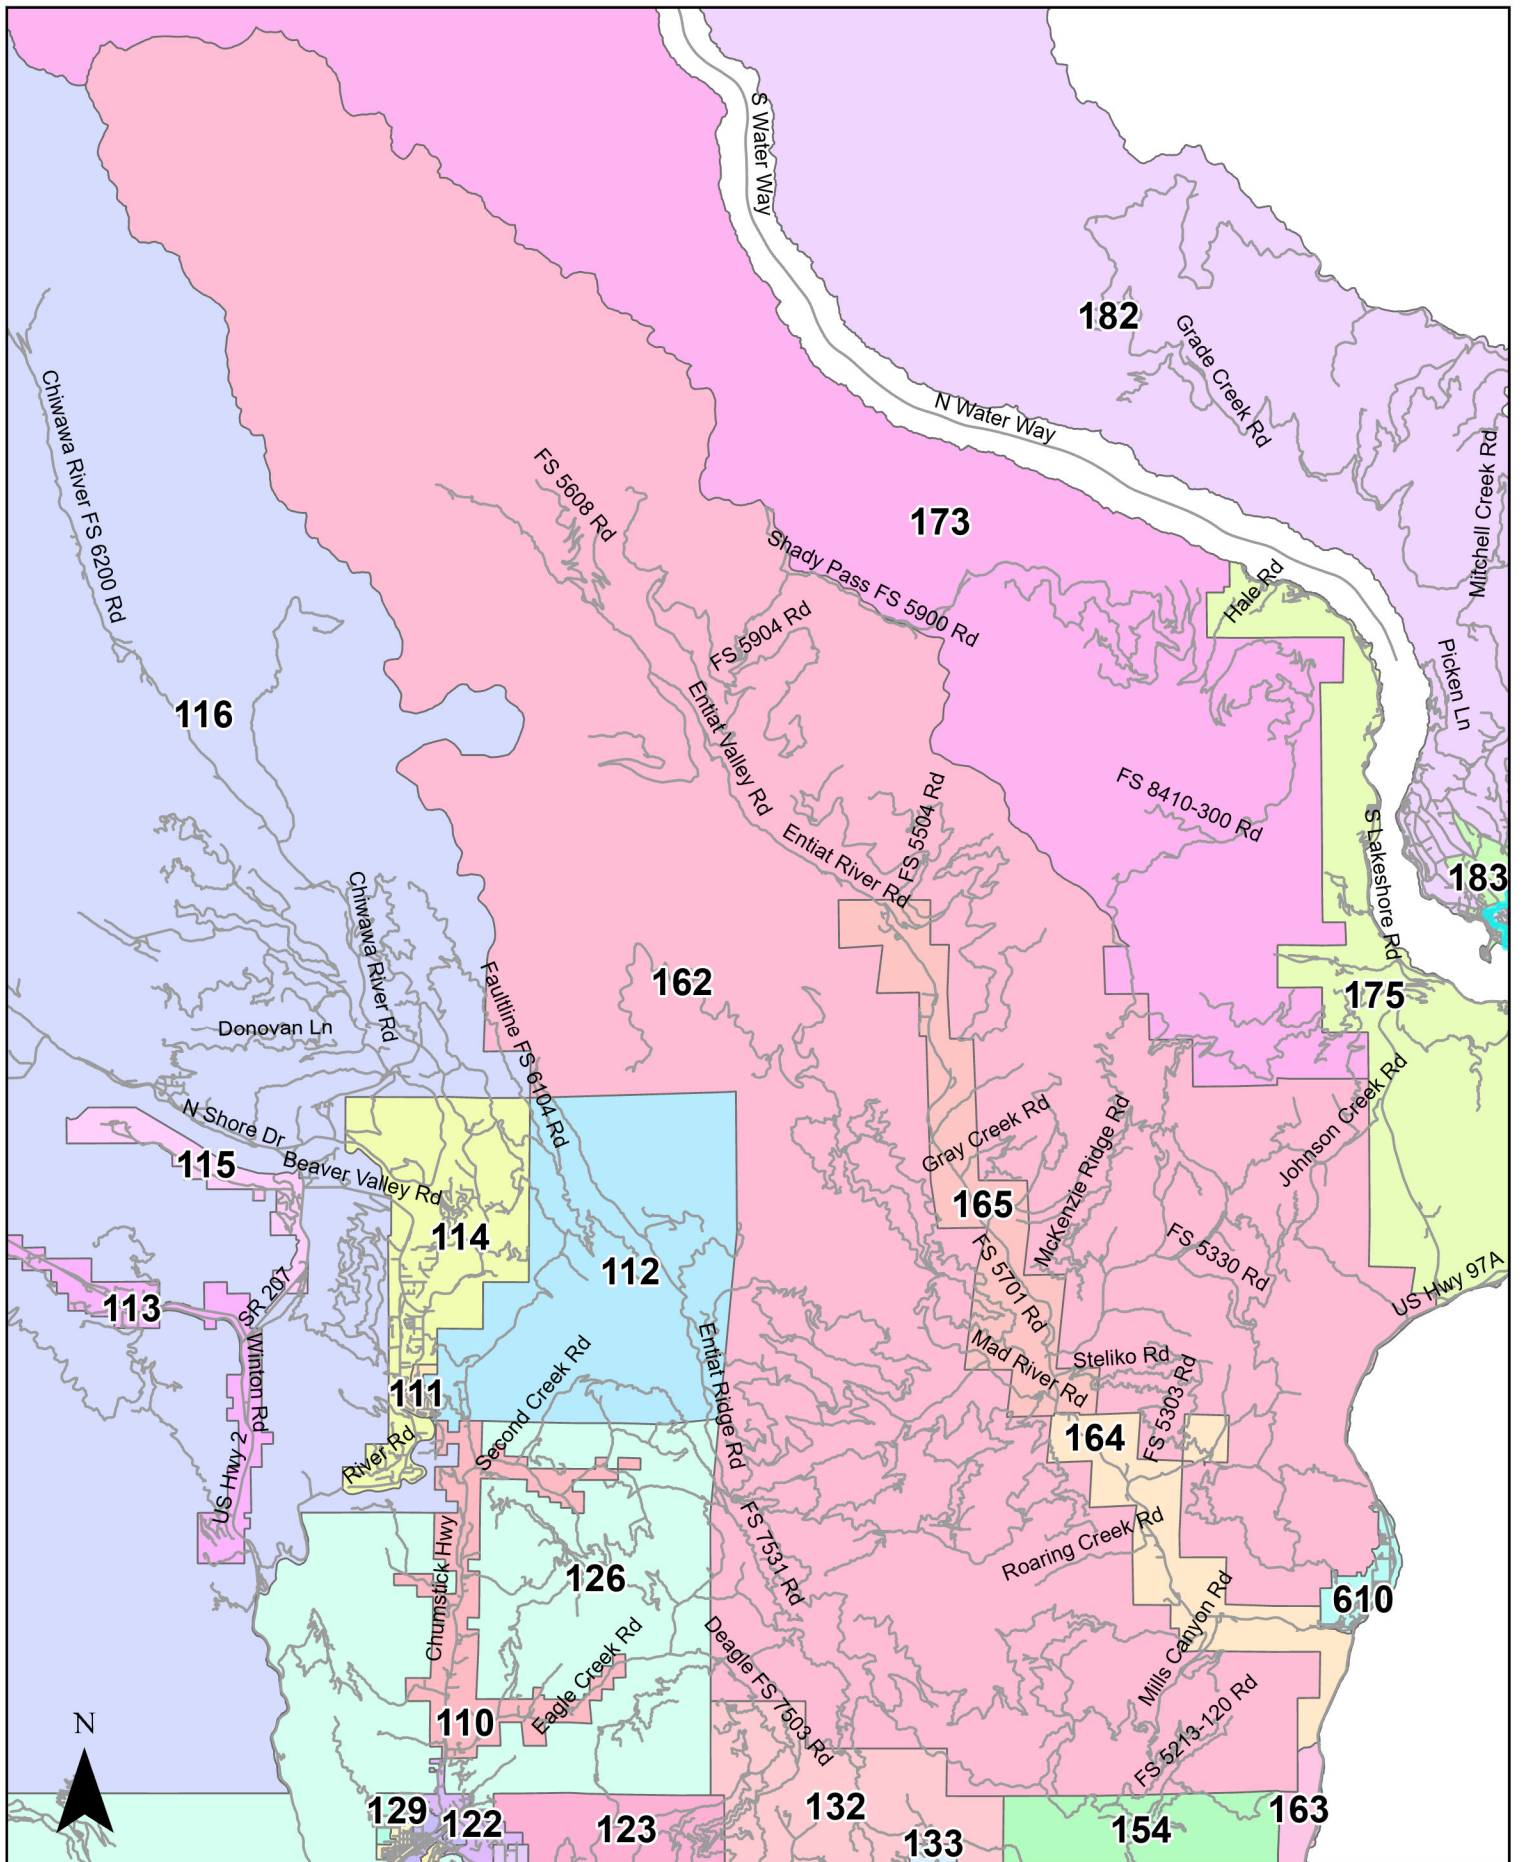 S Water Way
182
Grade Creek Rd
N Water Way
Chiwawa River FS 6200 Rd
Mitchell Creek Rd
FS 5608 Rd
173
Shady Pass FS 5900 Rd
Hale Rd
FS 5904 Rd
Picken Ln
116
Entiat Valley Rd
FS 8410-300 Rd
FS 5504 Rd
Entiat River Rd
S Lakeshore Rd
183
Chiwawa River Rd
162
175
Faultline FS 6104 Rd
Donovan Ln
N Shore Dr
Gray Creek Rd
Johnson Creek Rd
McKenzie Ridge Rd
115
Beaver Valley Rd
165
114
112
FS 5330 Rd
US Hwy 97A
113
SR 207
FS 5701 Rd
Winton Rd
Entiat Ridge Rd
Mad River Rd
Steliko Rd
111
Second Creek Rd
FS 5303 Rd
164
River Rd
US Hwy 2
FS 7531 Rd
Roaring Creek Rd
Chumstick Hwy
126
610
Mills Canyon Rd
Eagle Creek Rd
Deagle FS 7503 Rd
110
FS 5213-120 Rd
N
129
122
123
132
133
154
163